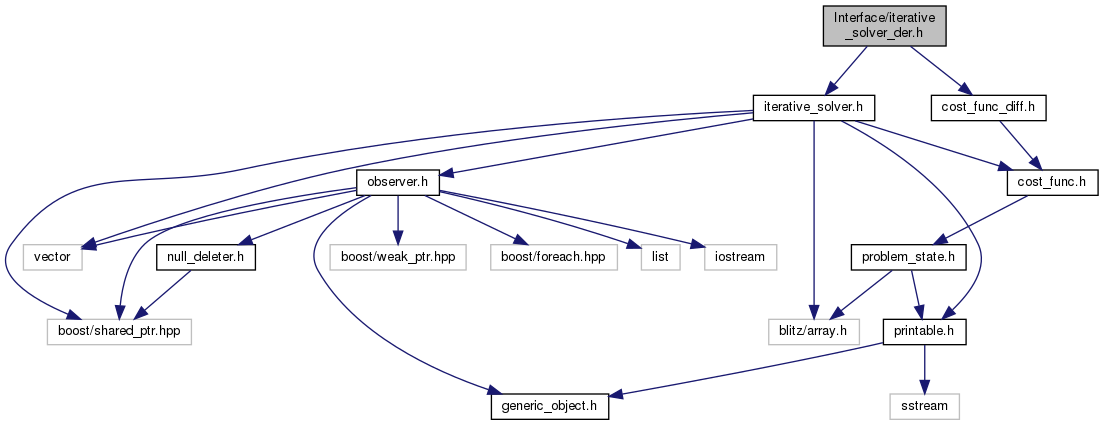 Interface/iterative
_solver_der.h
iterative_solver.h
cost_func_diff.h
observer.h
cost_func.h
vector
null_deleter.h
boost/weak_ptr.hpp
boost/foreach.hpp
list
iostream
problem_state.h
boost/shared_ptr.hpp
blitz/array.h
printable.h
generic_object.h
sstream